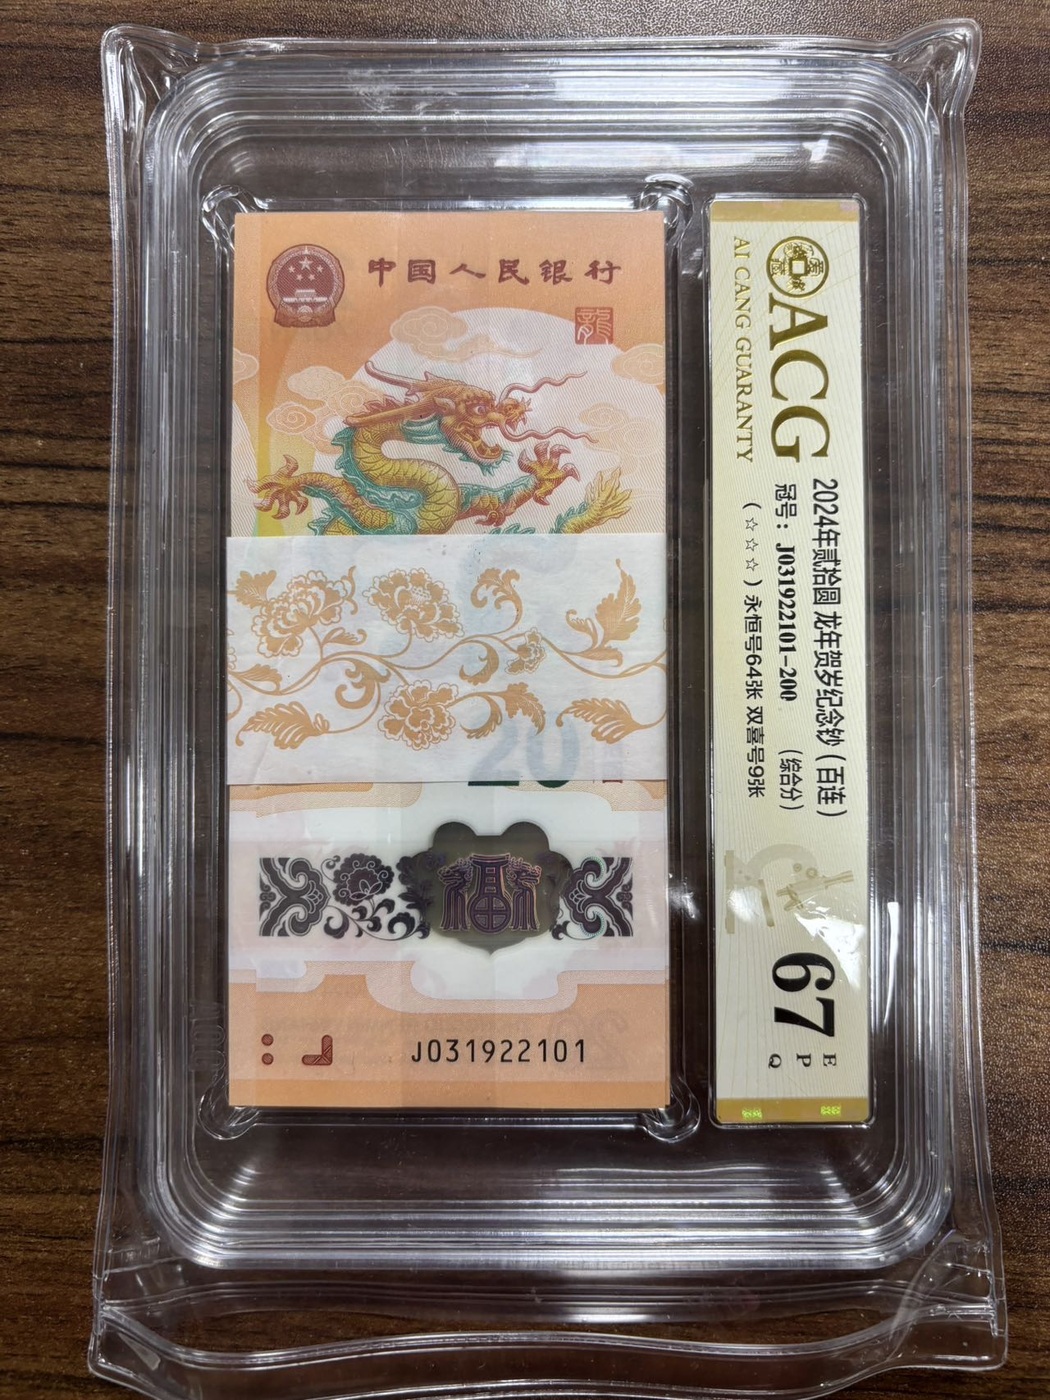 中国人民银行
20
J031922101
ACG
AI CANG GUARANTY
2024年贰拾圆 龙年贺岁纪念钞（百连）
冠号：J031922101-200 （综合分）
（☆☆☆）永恒号64张 双喜号9张
67
E
P
Q